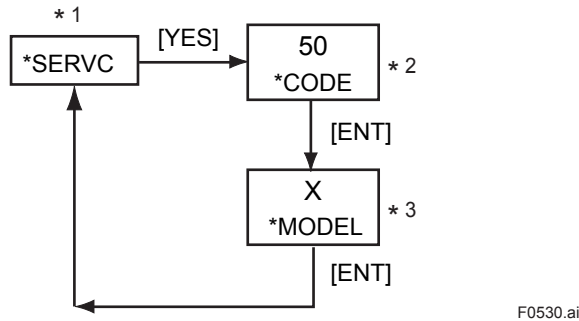 * 1
*SERVC
[YES]
50
*CODE
* 2
[ENT]
X
*MODEL
* 3
[ENT]
F0530.ai